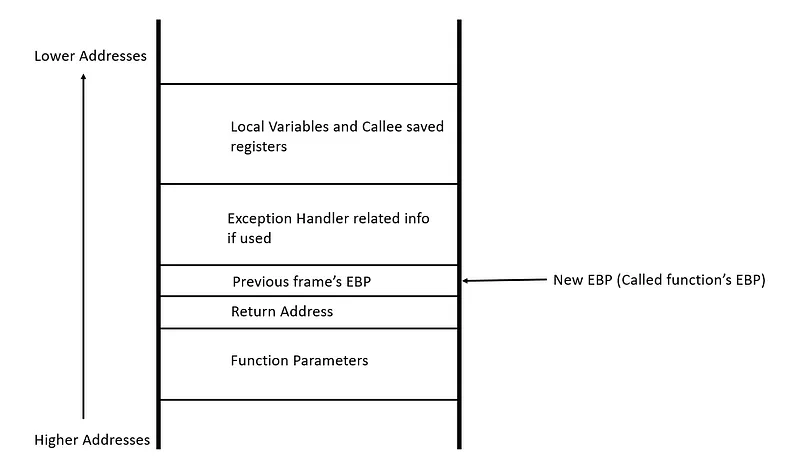 Lower Addresses
Local Variables and Callee saved
registers
Exception Handler related info
if used
Previous frame's EBP
New EBP (Called function's EBP)
Return Address
Function Parameters
Higher Addresses